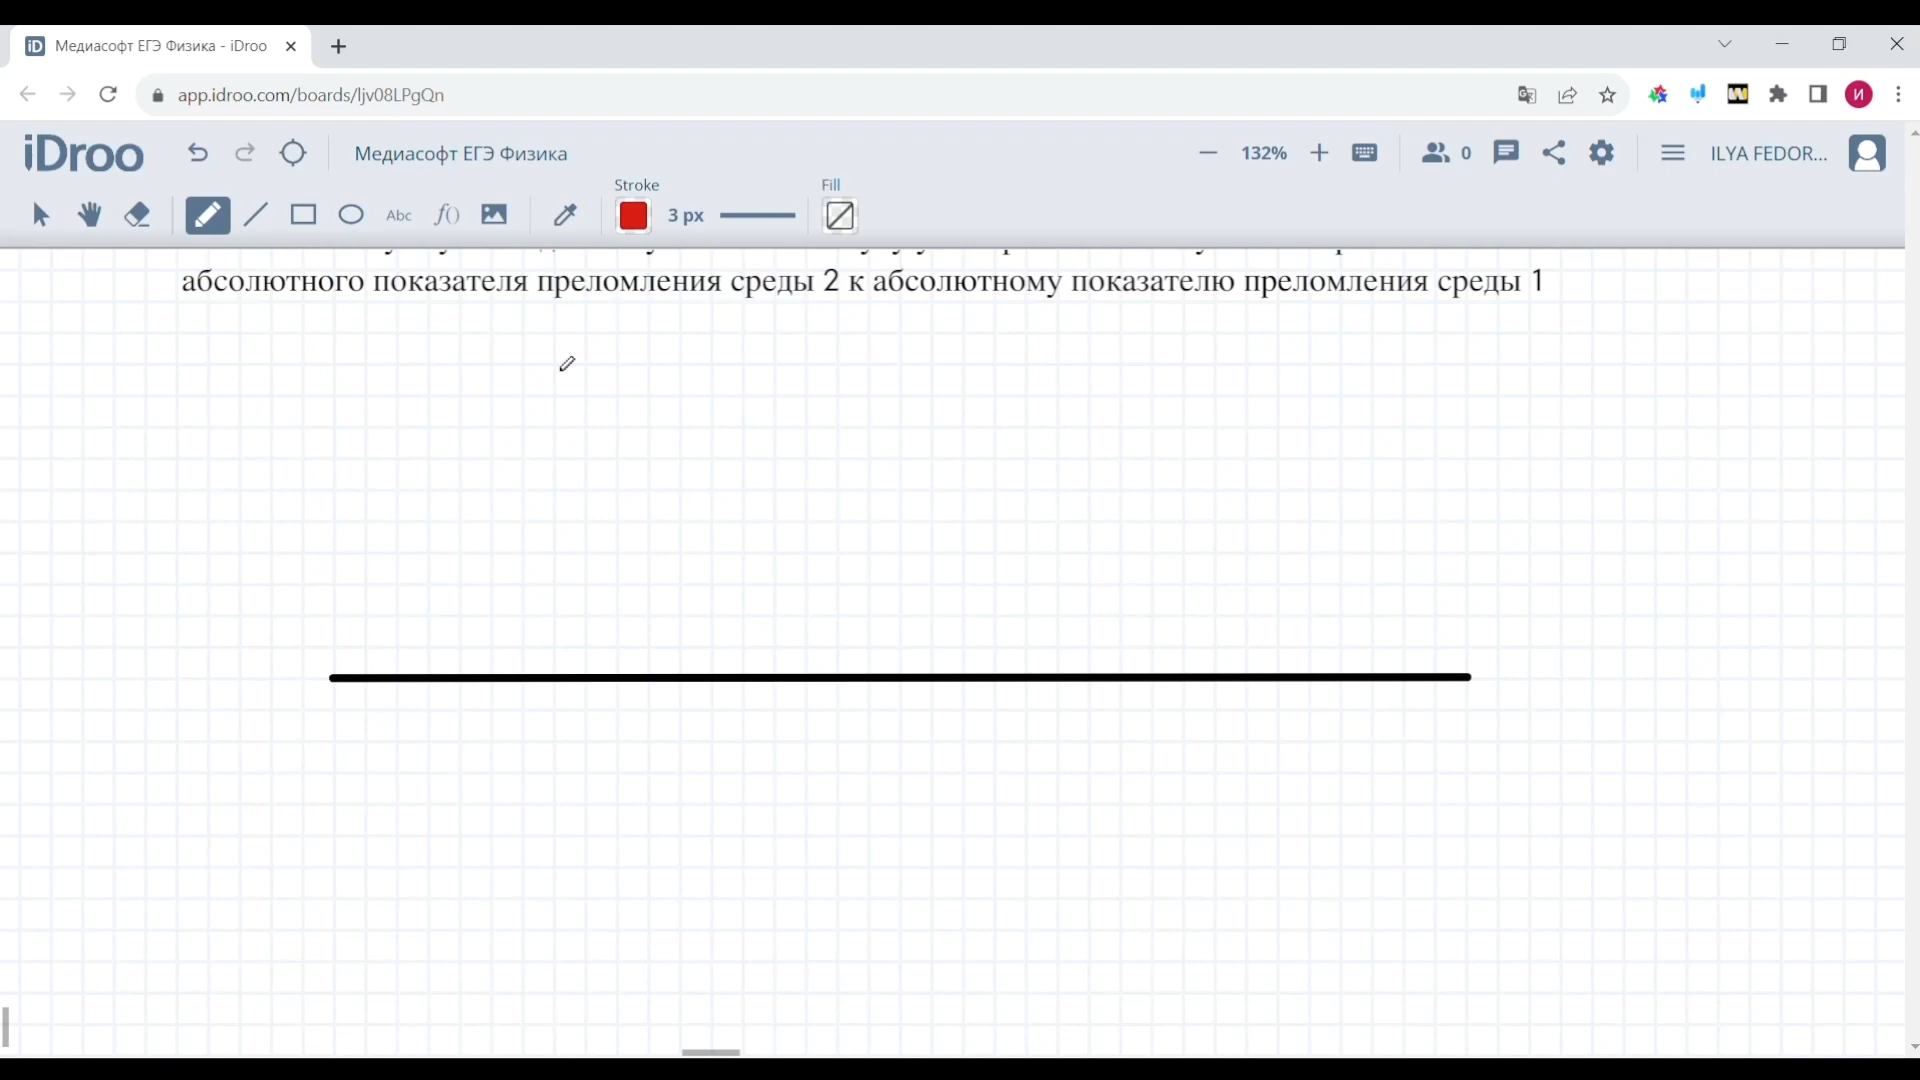 Медиасофт ЕГЭ Физика - iDroo
app.idroo.com/boards/ljv08LPgQn
И
iDroo
Медиасофт ЕГЭ Физика
132%
0
ILYA FEDOR...
Stroke
Fill
Abc
f()
3 px
абсолютного показателя преломления среды 2 к абсолютному показателю преломления среды 1